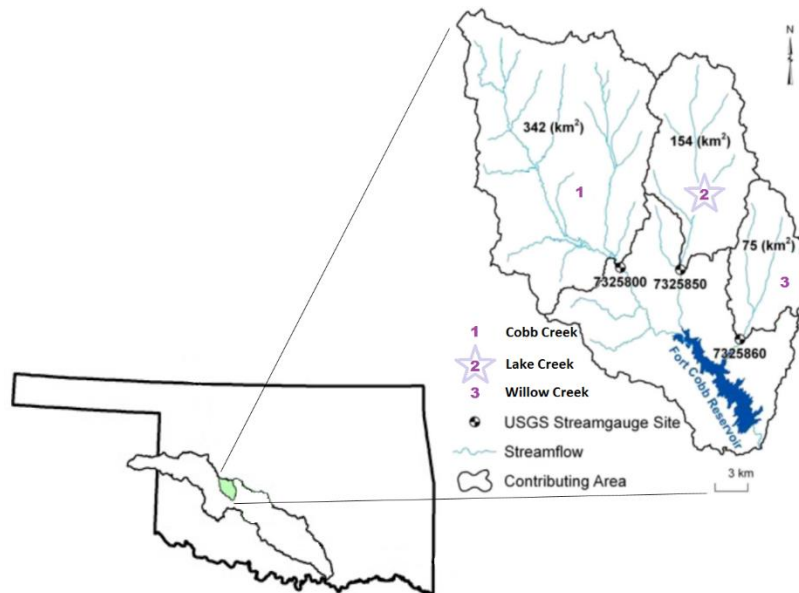 N
342 (km²)
154 (km²)
1
2
75 (km²)
3
7325800
7325850
7325860
Fort Cobb Reservoir
1 Cobb Creek
2 Lake Creek
3 Willow Creek
USGS Streamgauge Site
Streamflow
Contributing Area
3 km